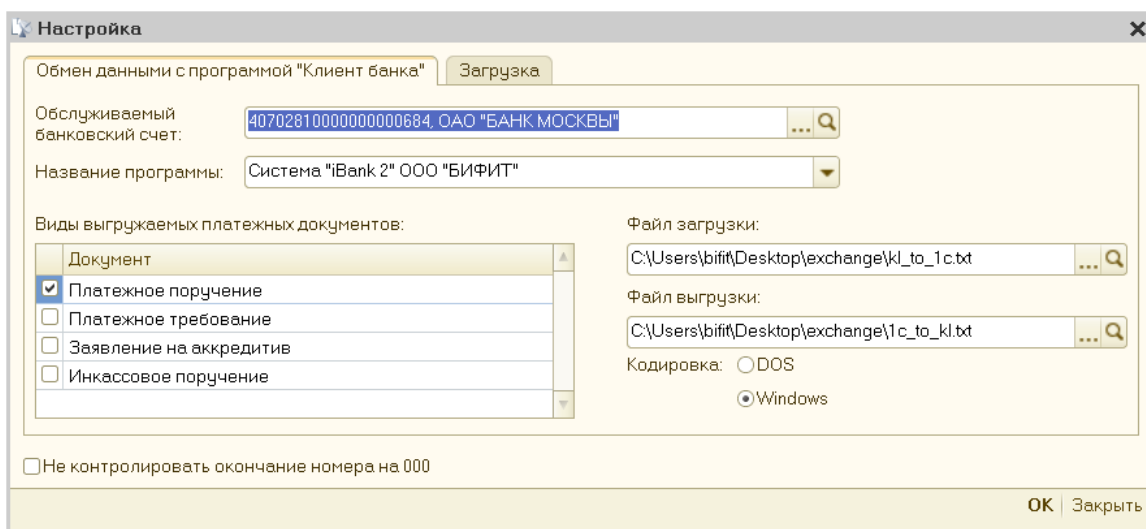 Настройка
Обмен данными с программой "Клиент банка"
Загрузка
Обслуживаемый
банковский счет:
40702810000000000684, ОАО "БАНК МОСКВЫ"
...
Название программы:
Система "iBank 2" ООО "БИФИТ"
Виды выгружаемых платежных документов:
Документ
Платежное поручение
Платежное требование
Заявление на аккредитив
Инкассовое поручение
Файл загрузки:
C:\Users\bifit\Desktop\exchange\kl_to_1c.txt
...
Файл выгрузки:
C:\Users\bifit\Desktop\exchange\1c_to_kl.txt
...
Кодировка:
DOS
Windows
Не контролировать окончание номера на 000
OK
Закрыть